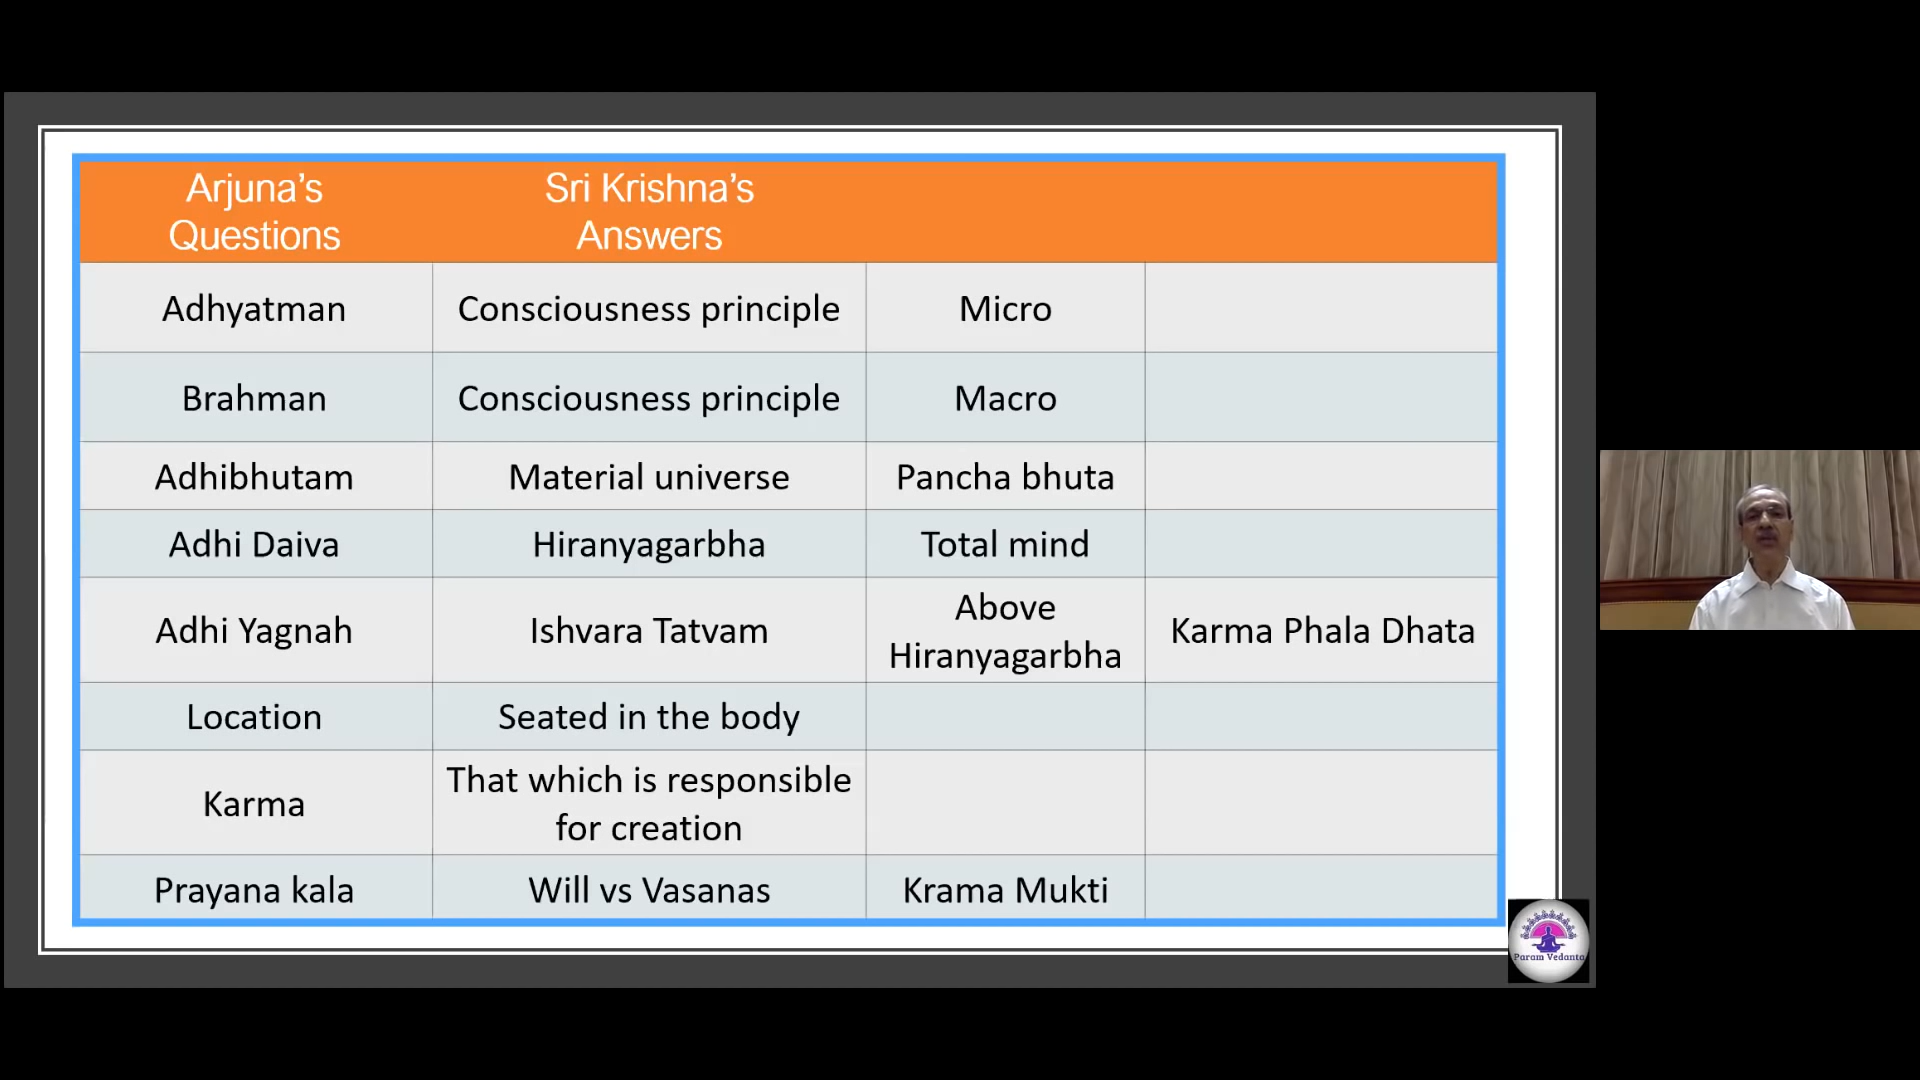 Arjuna’s
Questions
Sri Krishna’s
Answers
Adhyatman
Consciousness principle
Micro
Brahman
Consciousness principle
Macro
Adhibhutam
Material universe
Pancha bhuta
Adhi Daiva
Hiranyagarbha
Total mind
Adhi Yagnah
Ishvara Tatvam
Above
Hiranyagarbha
Karma Phala Dhata
Location
Seated in the body
Karma
That which is responsible
for creation
Prayana kala
Will vs Vasanas
Krama Mukti
Param Vedanta